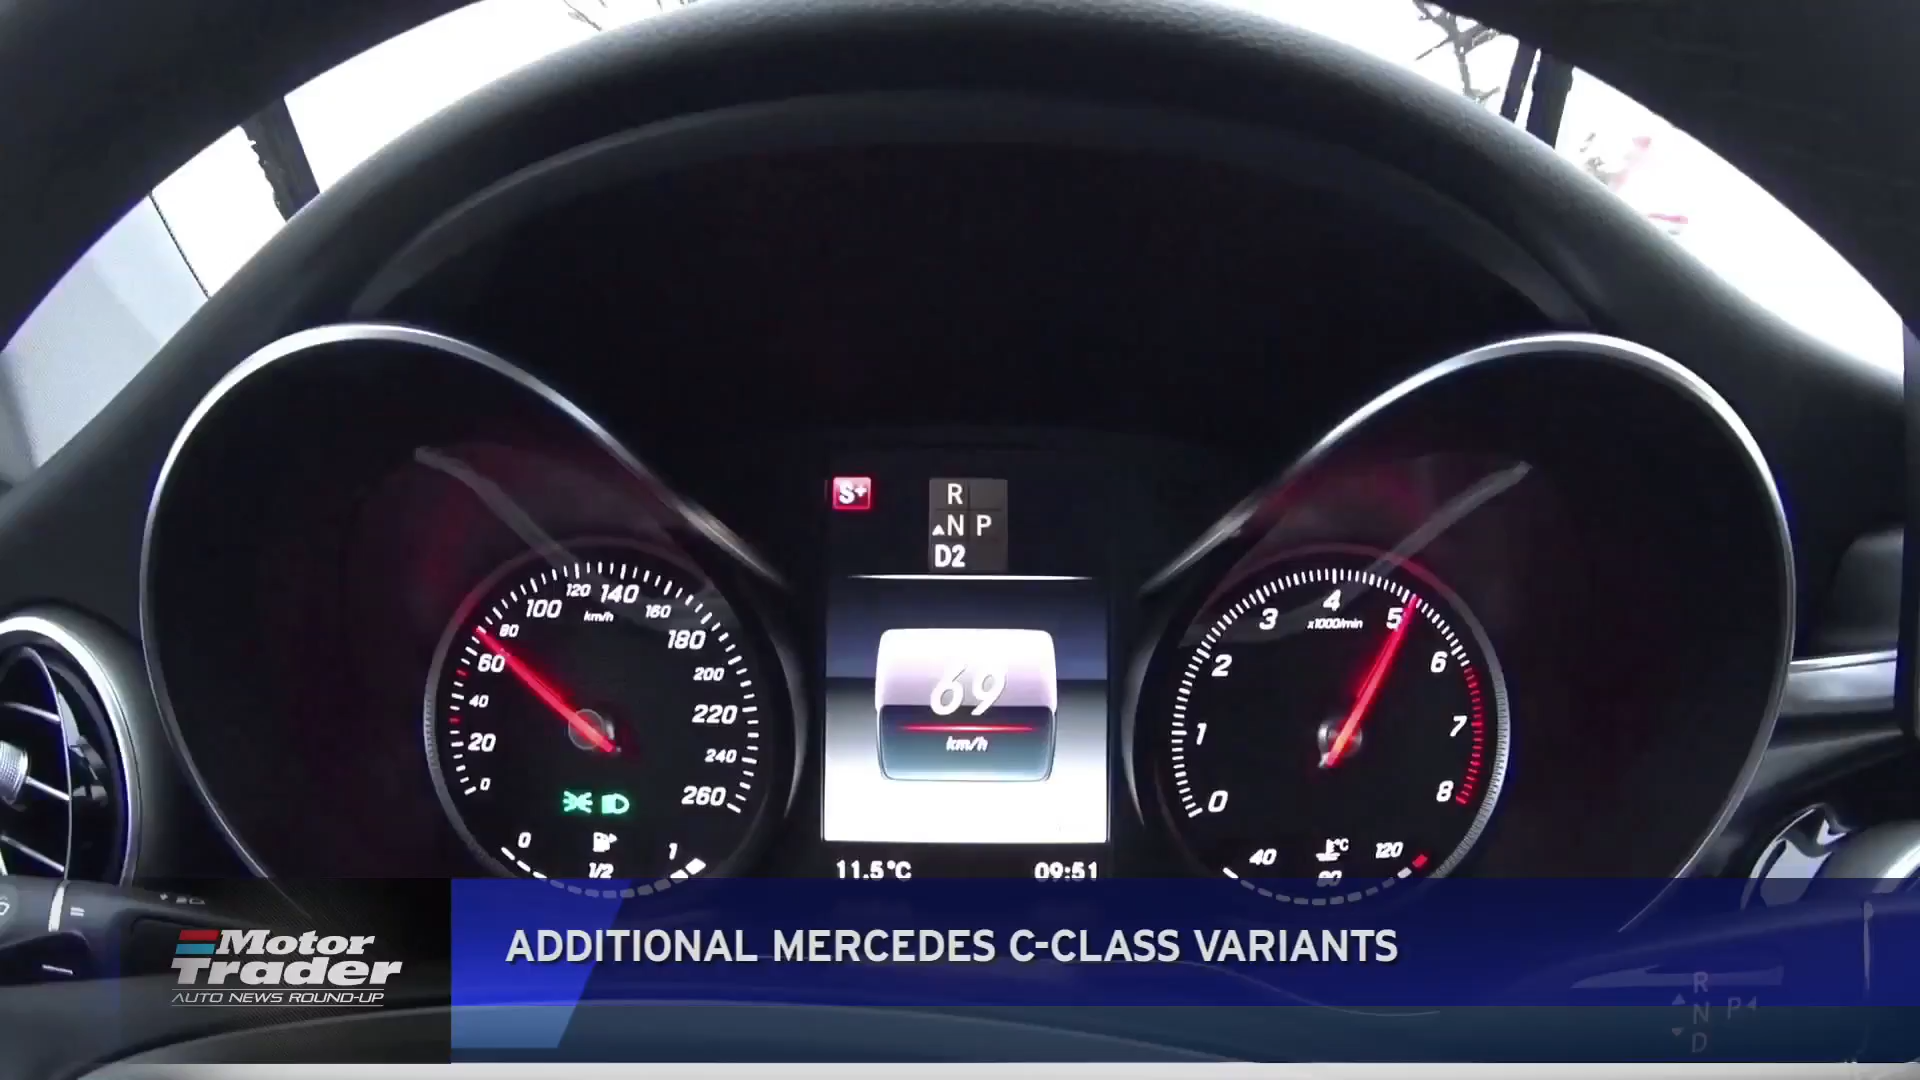 S+
R
N P
D2
0
20
40
60
80
100
120
140
160
180
200
220
240
260
km/h
0 1/2 1
69
km/h
11.5°C 09:51
0
1
2
3
4
5
6
7
8
x1000/min
40 °C 120
Motor
Trader
AUTO NEWS ROUND-UP
ADDITIONAL MERCEDES C-CLASS VARIANTS
R
N P
D